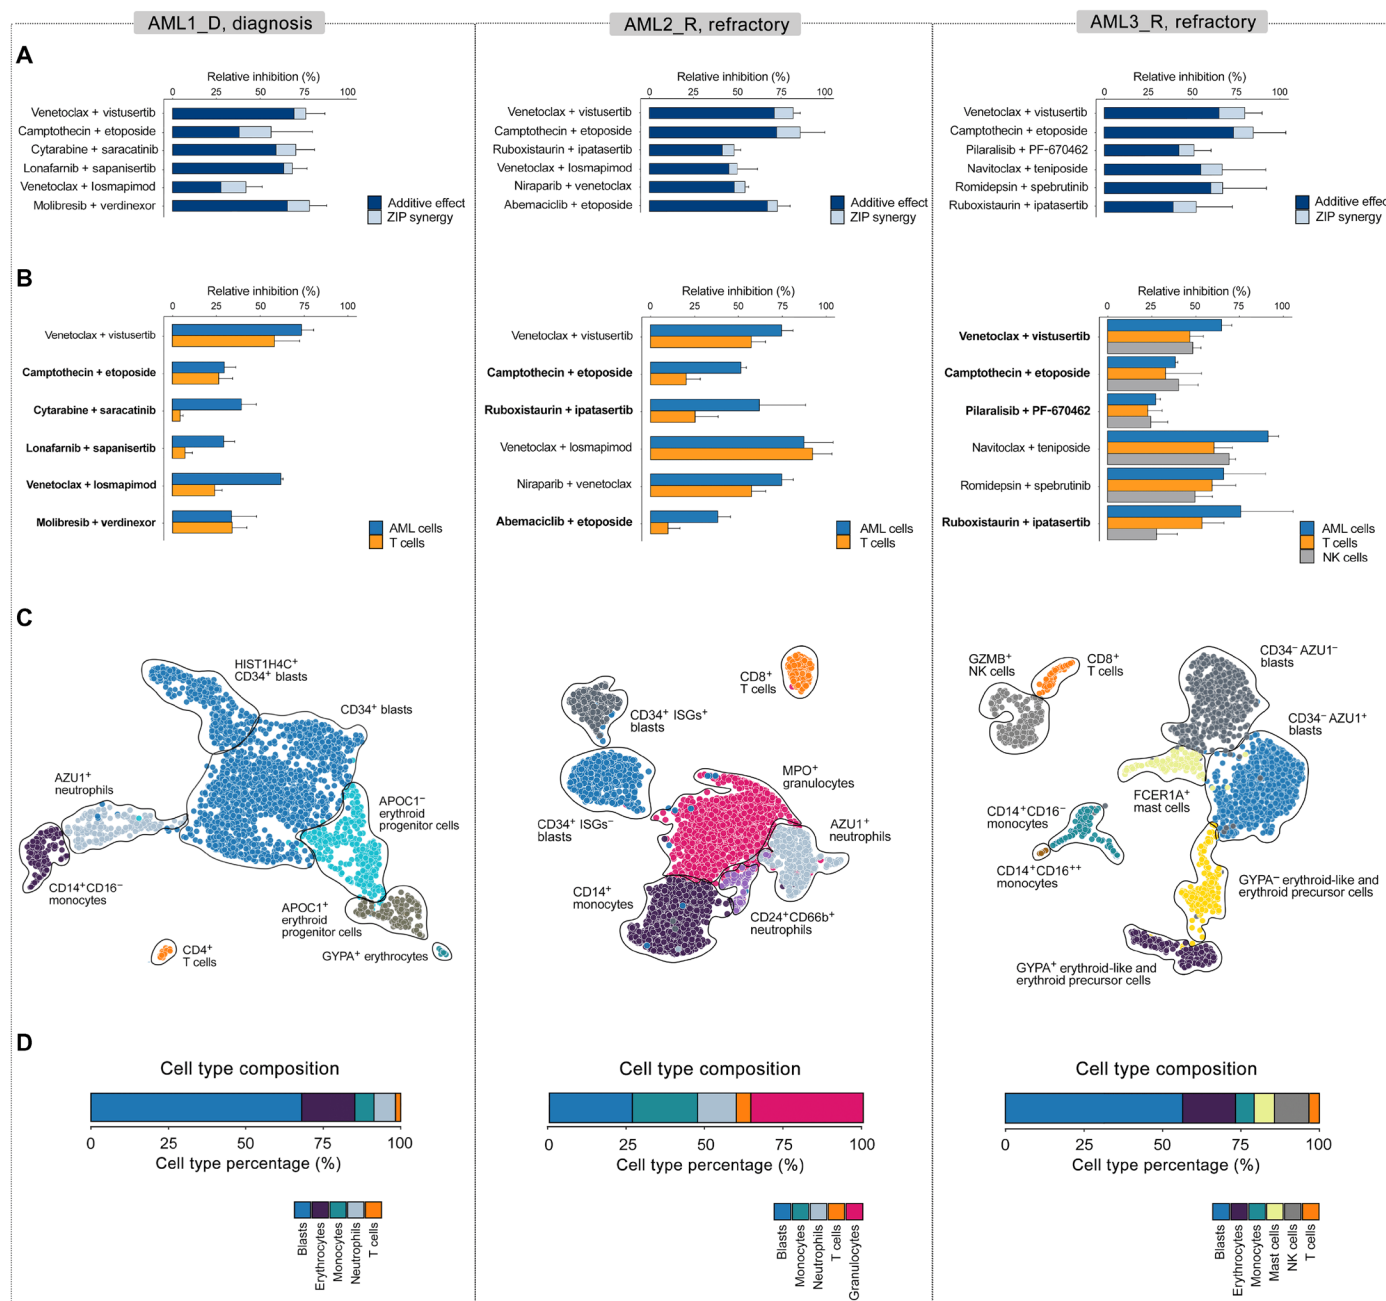 AML1_D, diagnosis
AML2_R, refractory
AML3_R, refractory
A
Relative inhibition (%)
0 25 50 75 100
Venetoclax + vistusertib
Camptothecin + etoposide
Cytarabine + saracatinib
Lonafarnib + sapanisertib
Venetoclax + losmapimod
Molibresib + verdinexor
Additive effect
ZIP synergy
Relative inhibition (%)
0 25 50 75 100
Venetoclax + vistusertib
Camptothecin + etoposide
Ruboxistaurin + ipatasertib
Venetoclax + losmapimod
Niraparib + venetoclax
Abemaciclib + etoposide
Additive effect
ZIP synergy
Relative inhibition (%)
0 25 50 75 100
Venetoclax + vistusertib
Camptothecin + etoposide
Pilaralisib + PF-670462
Navitoclax + teniposide
Romidepsin + spebrutinib
Ruboxistaurin + ipatasertib
Additive effec
ZIP synergy
B
Relative inhibition (%)
0 25 50 75 100
Venetoclax + vistusertib
Camptothecin + etoposide
Cytarabine + saracatinib
Lonafarnib + sapanisertib
Venetoclax + losmapimod
Molibresib + verdinexor
AML cells
T cells
Relative inhibition (%)
0 25 50 75 100
Venetoclax + vistusertib
Camptothecin + etoposide
Ruboxistaurin + ipatasertib
Venetoclax + losmapimod
Niraparib + venetoclax
Abemaciclib + etoposide
AML cells
T cells
Relative inhibition (%)
0 25 50 75 100
Venetoclax + vistusertib
Camptothecin + etoposide
Pilaralisib + PF-670462
Navitoclax + teniposide
Romidepsin + spebrutinib
Ruboxistaurin + ipatasertib
AML cells
T cells
NK cells
C
HIST1H4C⁺
CD34⁺ blasts
CD34⁺ blasts
AZU1⁺
neutrophils
APOC1⁻
erythroid
progenitor cells
CD14⁺CD16⁻
monocytes
APOC1⁺
erythroid
progenitor cells
CD4⁺
T cells
GYPA⁺ erythrocytes
CD8⁺
T cells
CD34⁺ ISGs⁺
blasts
MPO⁺
granulocytes
CD34⁺ ISGs⁻
blasts
AZU1⁺
neutrophils
CD14⁺
monocytes
CD24⁺CD66b⁺
neutrophils
GZMB⁺
NK cells
CD8⁺
T cells
CD34⁻ AZU1⁻
blasts
CD34⁻ AZU1⁺
blasts
FCER1A⁺
mast cells
CD14⁺CD16⁻
monocytes
CD14⁺CD16⁺⁺
monocytes
GYPA⁻ erythroid-like and
erythroid precursor cells
GYPA⁺ erythroid-like and
erythroid precursor cells
D
Cell type composition
0 25 50 75 100
Cell type percentage (%)
Blasts
Erythrocytes
Monocytes
Neutrophils
T cells
Cell type composition
0 25 50 75 100
Cell type percentage (%)
Blasts
Monocytes
Neutrophils
T cells
Granulocytes
Cell type composition
0 25 50 75 100
Cell type percentage (%)
Blasts
Erythrocytes
Monocytes
Mast cells
NK cells
T cells